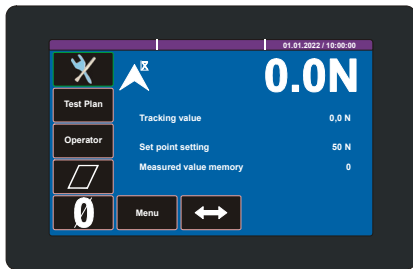 01.01.2022 / 10:00:00
0.0N
Test Plan
Tracking value 0,0 N
Operator
Set point setting 50 N
Measured value memory 0
0
Menu